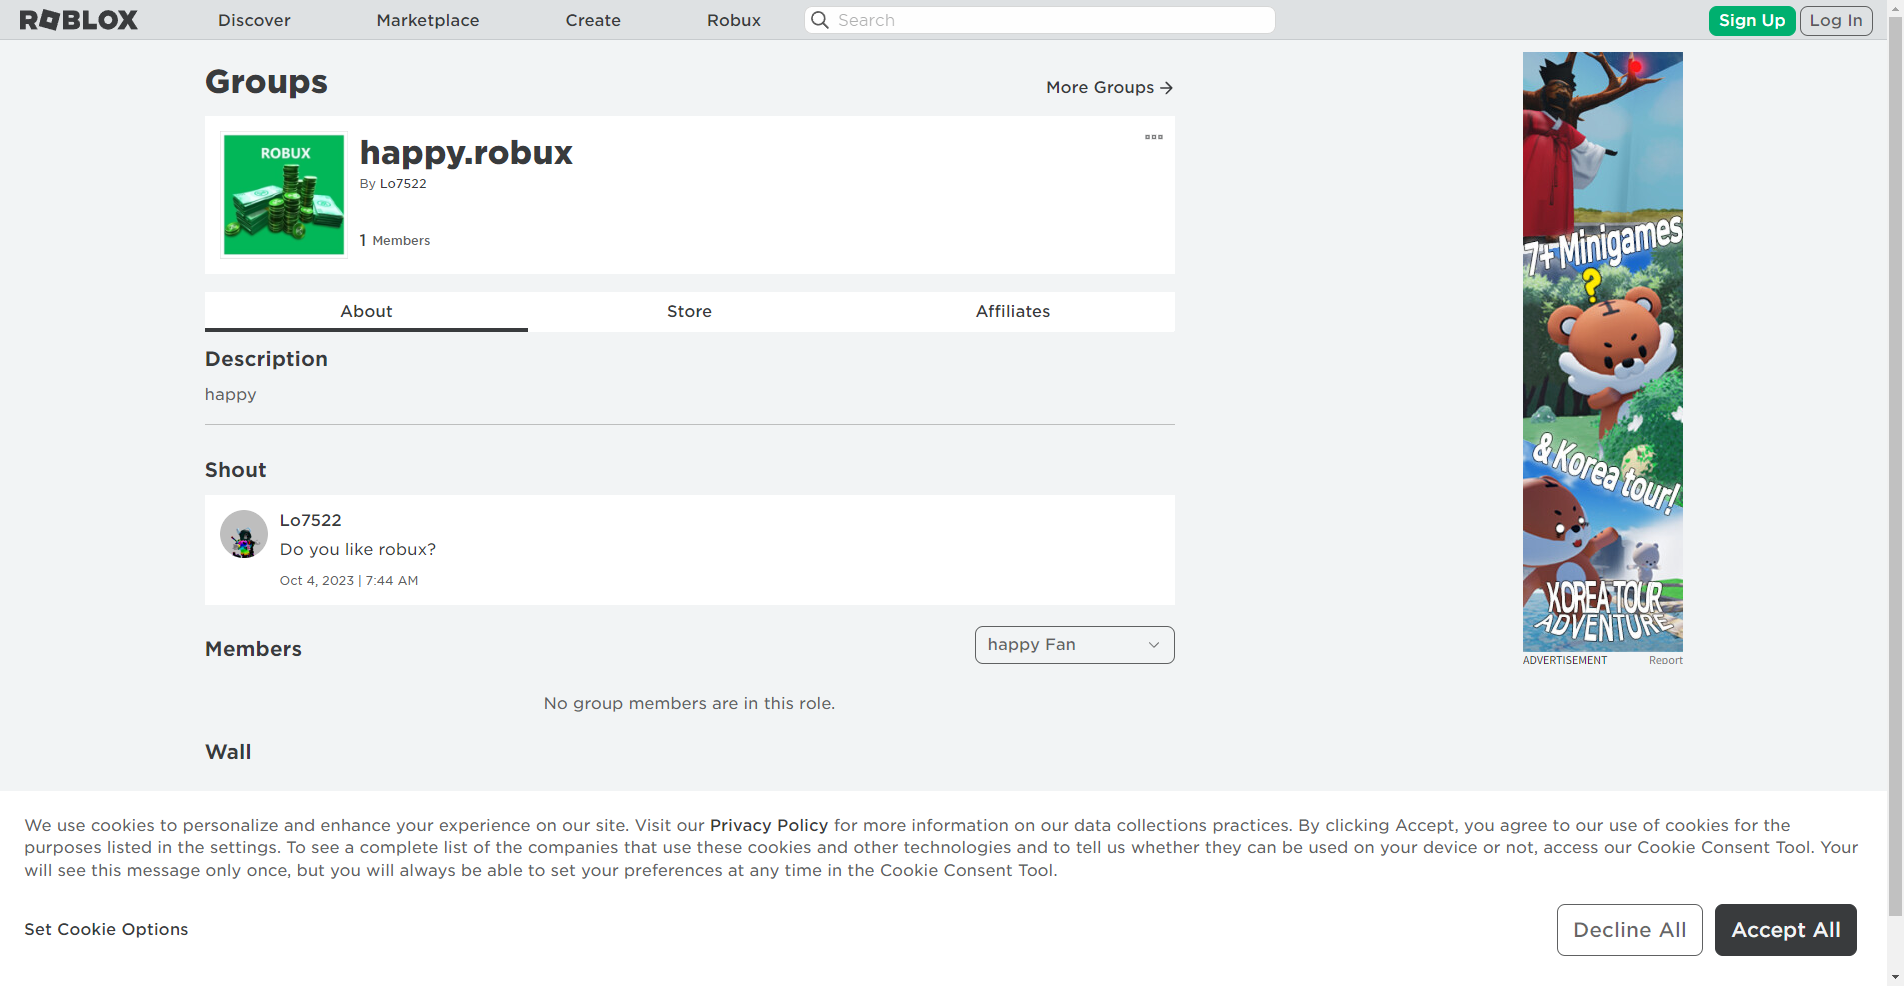 ROBLOX
Discover
Marketplace
Create
Robux
Search
Sign Up
Log In
Groups
More Groups →
ROBUX
happy.robux
By Lo7522
1 Members
About
Store
Affiliates
Description
happy
Shout
Lo7522
Do you like robux?
Oct 4, 2023 | 7:44 AM
Members
happy Fan
No group members are in this role.
Wall
7+ Minigames
?
& Korea tour!
KOREA TOUR
ADVENTURE
ADVERTISEMENT
Report
We use cookies to personalize and enhance your experience on our site. Visit our Privacy Policy for more information on our data collections practices. By clicking Accept, you agree to our use of cookies for the
purposes listed in the settings. To see a complete list of the companies that use these cookies and other technologies and to tell us whether they can be used on your device or not, access our Cookie Consent Tool. Your
will see this message only once, but you will always be able to set your preferences at any time in the Cookie Consent Tool.
Set Cookie Options
Decline All
Accept All